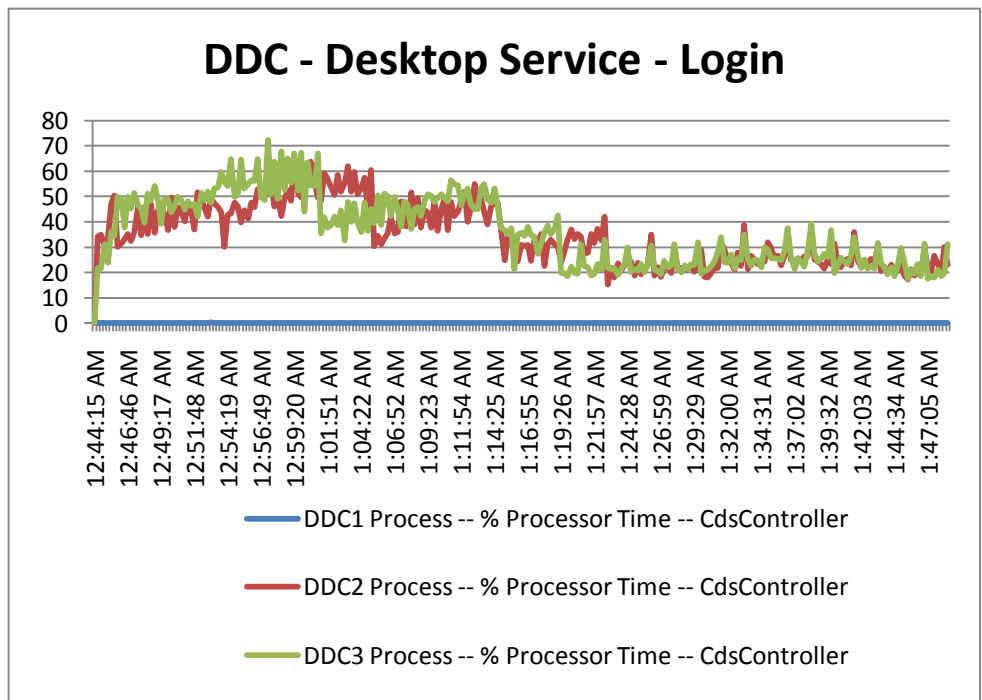 DDC - Desktop Service - Login
80
70
60
50
40
30
20
10
0
12:44:15 AM
12:46:46 AM
12:49:17 AM
12:51:48 AM
12:54:19 AM
12:56:49 AM
12:59:20 AM
1:01:51 AM
1:04:22 AM
1:06:52 AM
1:09:23 AM
1:11:54 AM
1:14:25 AM
1:16:55 AM
1:19:26 AM
1:21:57 AM
1:24:28 AM
1:26:59 AM
1:29:29 AM
1:32:00 AM
1:34:31 AM
1:37:02 AM
1:39:32 AM
1:42:03 AM
1:44:34 AM
1:47:05 AM
DDC1 Process -- % Processor Time -- CdsController
DDC2 Process -- % Processor Time -- CdsController
DDC3 Process -- % Processor Time -- CdsController